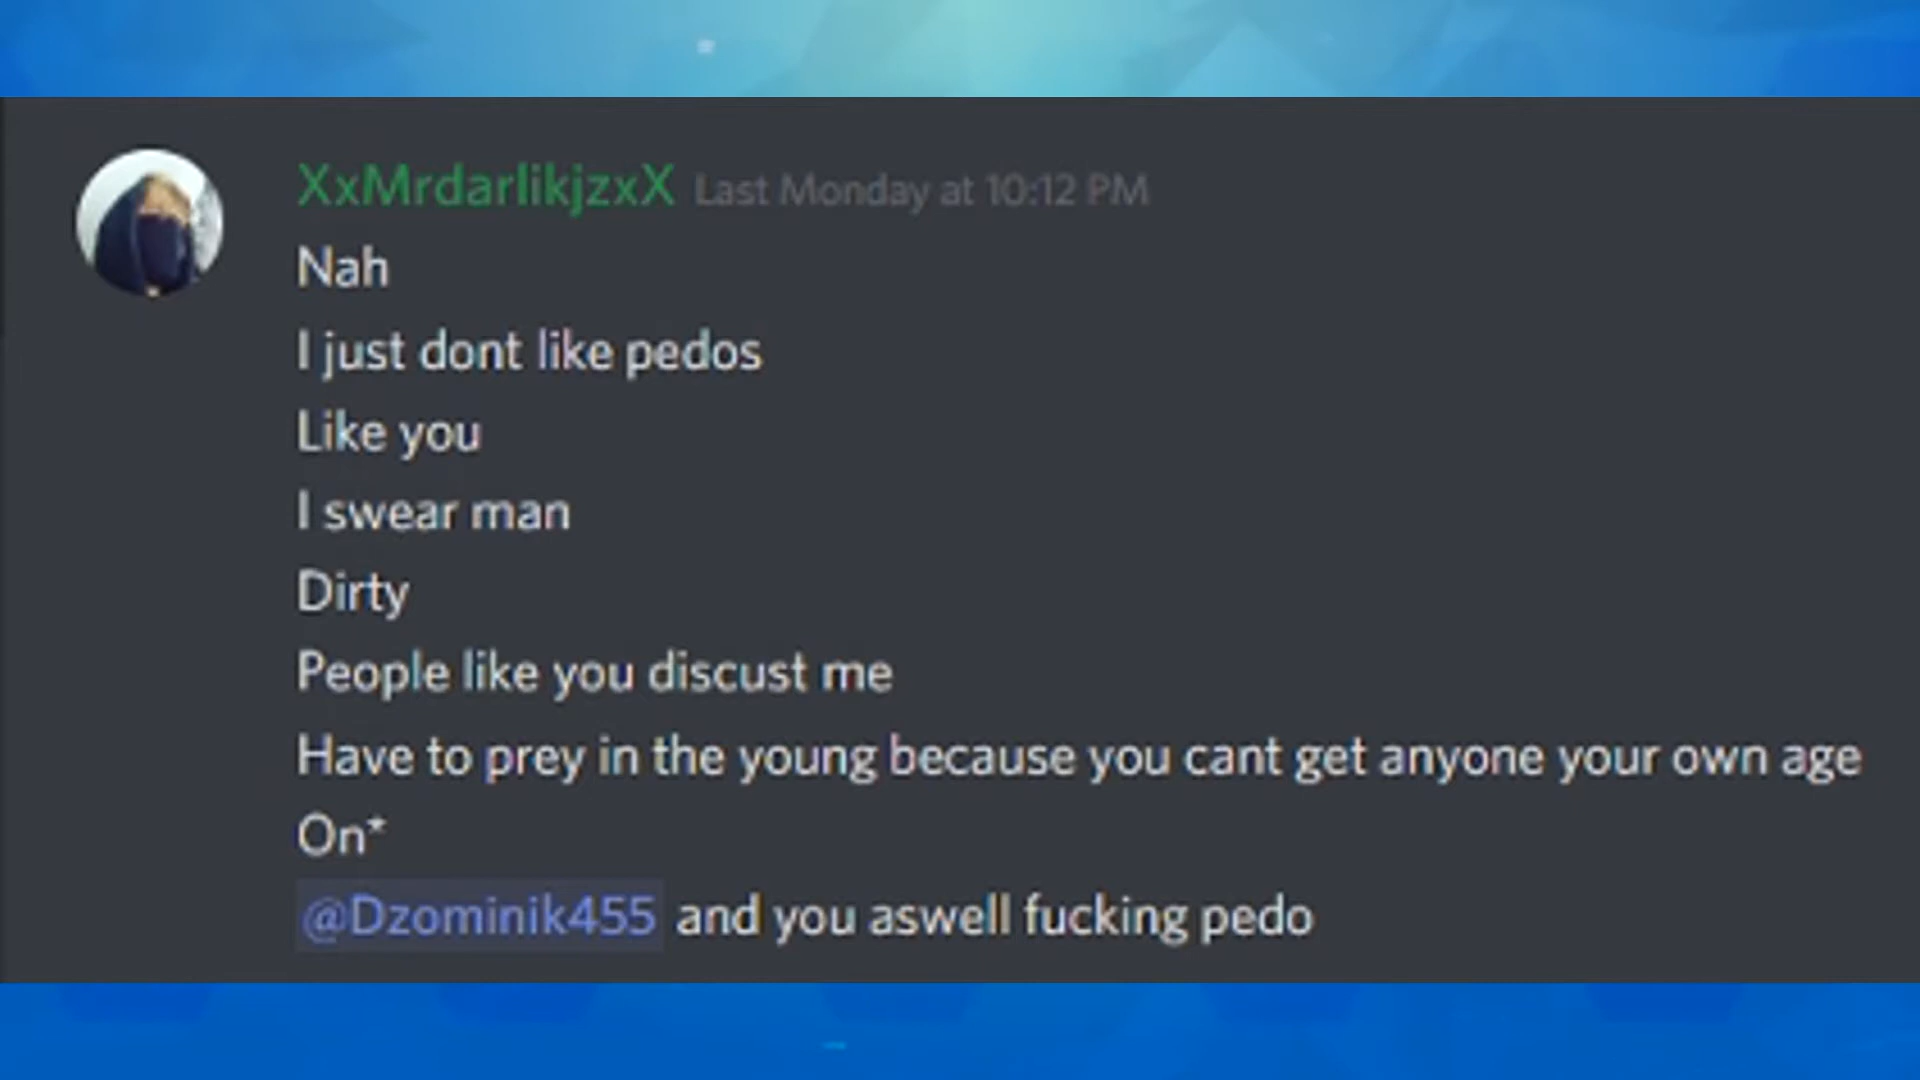 XxMrdarlikjzxX Last Monday at 10:12 PM
Nah
I just dont like pedos
Like you
I swear man
Dirty
People like you discust me
Have to prey in the young because you cant get anyone your own age
On*
@Dzominik455 and you aswell fucking pedo